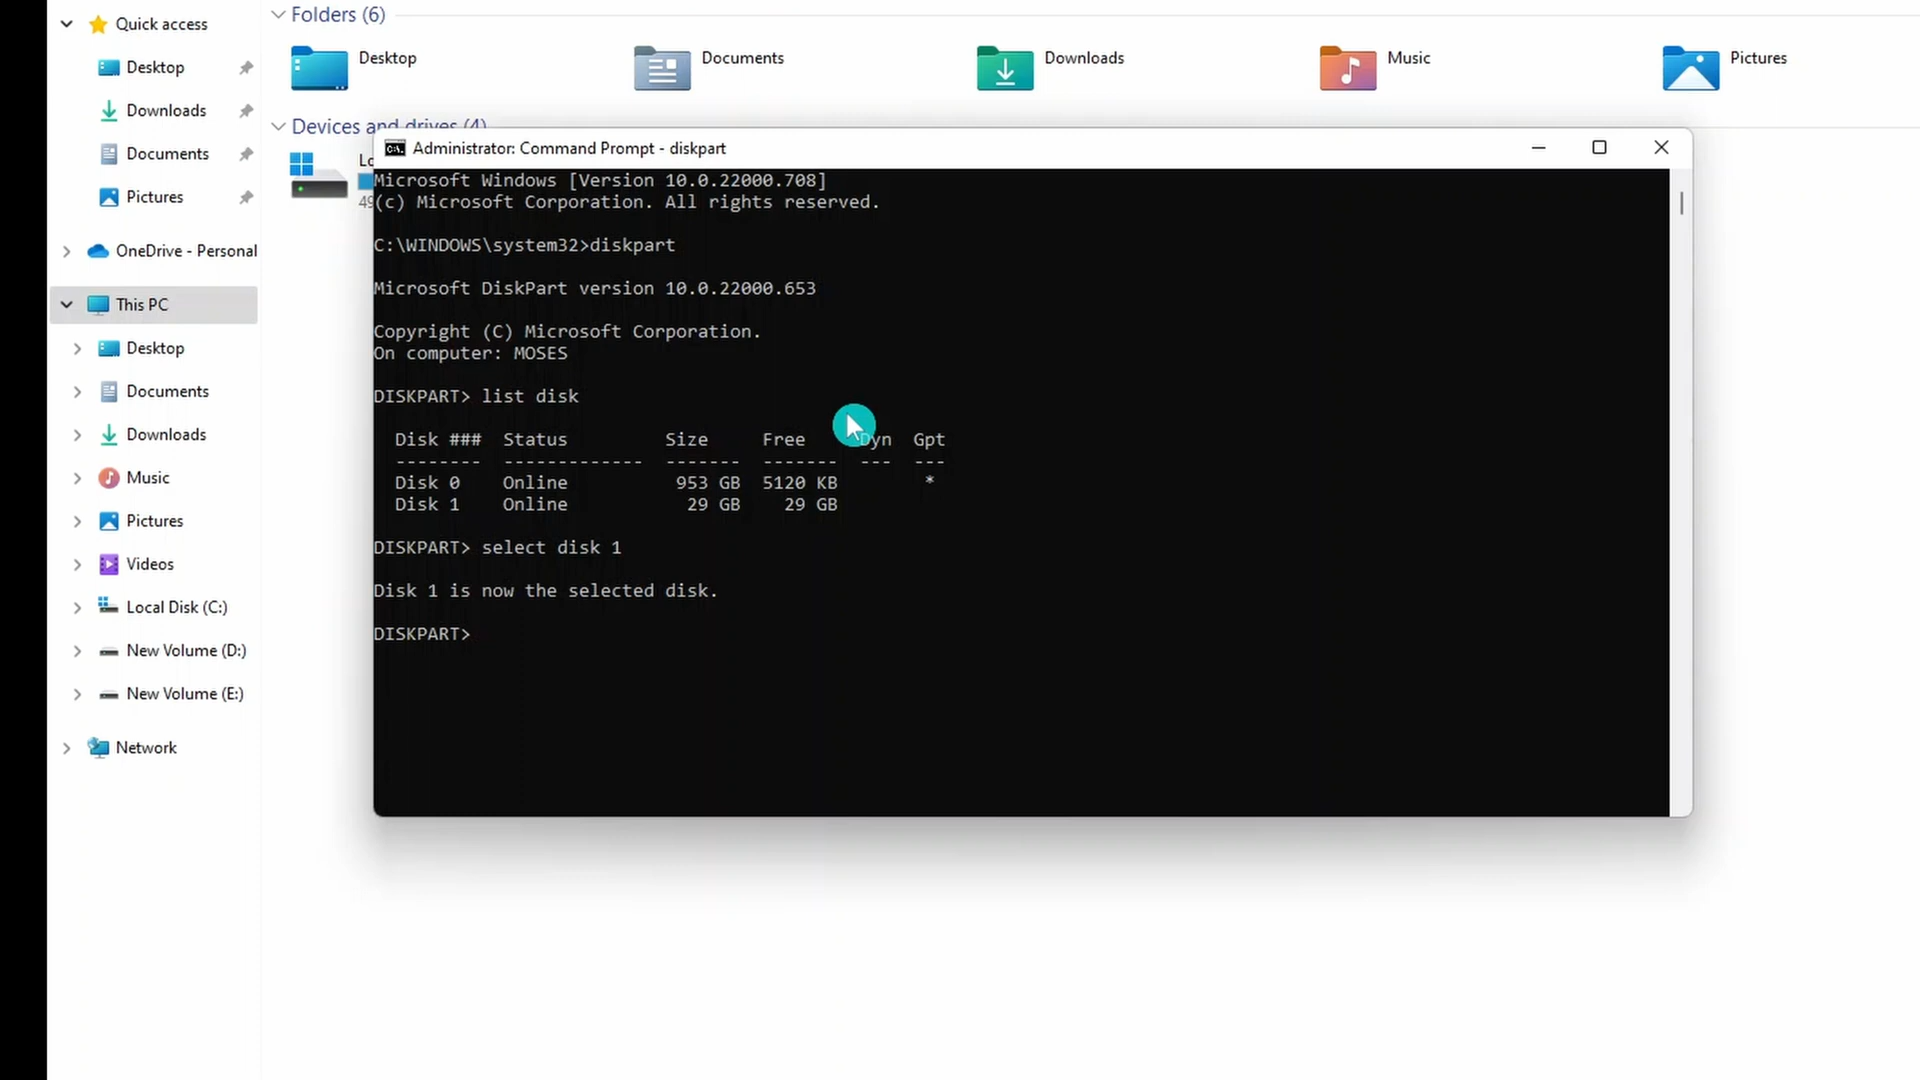 Quick access
Desktop
Downloads
Documents
Pictures
OneDrive - Personal
This PC
Desktop
Documents
Downloads
Music
Pictures
Videos
Local Disk (C:)
New Volume (D:)
New Volume (E:)
Network
Folders (6)
Desktop
Documents
Downloads
Music
Pictures
Devices and drives (4)
Administrator: Command Prompt - diskpart
Microsoft Windows [Version 10.0.22000.708]
(c) Microsoft Corporation. All rights reserved.
C:\WINDOWS\system32>diskpart
Microsoft DiskPart version 10.0.22000.653
Copyright (C) Microsoft Corporation.
On computer: MOSES
DISKPART> list disk
Disk ### Status Size Free Dyn Gpt
-------- ------------- ------- ------- --- ---
Disk 0 Online 953 GB 5120 KB *
Disk 1 Online 29 GB 29 GB
DISKPART> select disk 1
Disk 1 is now the selected disk.
DISKPART>